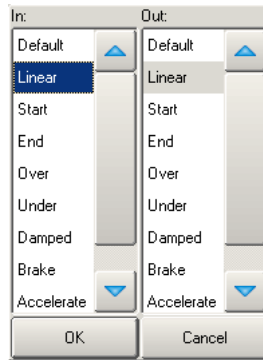 In: Out:
Default Default
Linear Linear
Start Start
End End
Over Over
Under Under
Damped Damped
Brake Brake
Accelerate Accelerate
OK Cancel